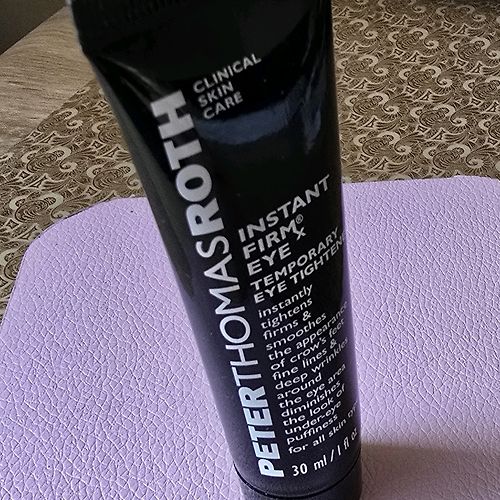 PETERTHOMASROTH
CLINICAL
SKIN
CARE
INSTANT
FIRMx®
EYE
TEMPORARY
EYE TIGHTENER
instantly
tightens
firms &
smoothes
the appearance
of crow's feet
fine lines &
deep wrinkles
around
the eye area
diminishes
the look of
under-eye
puffiness
for all skin
30 ml / 1 fl oz